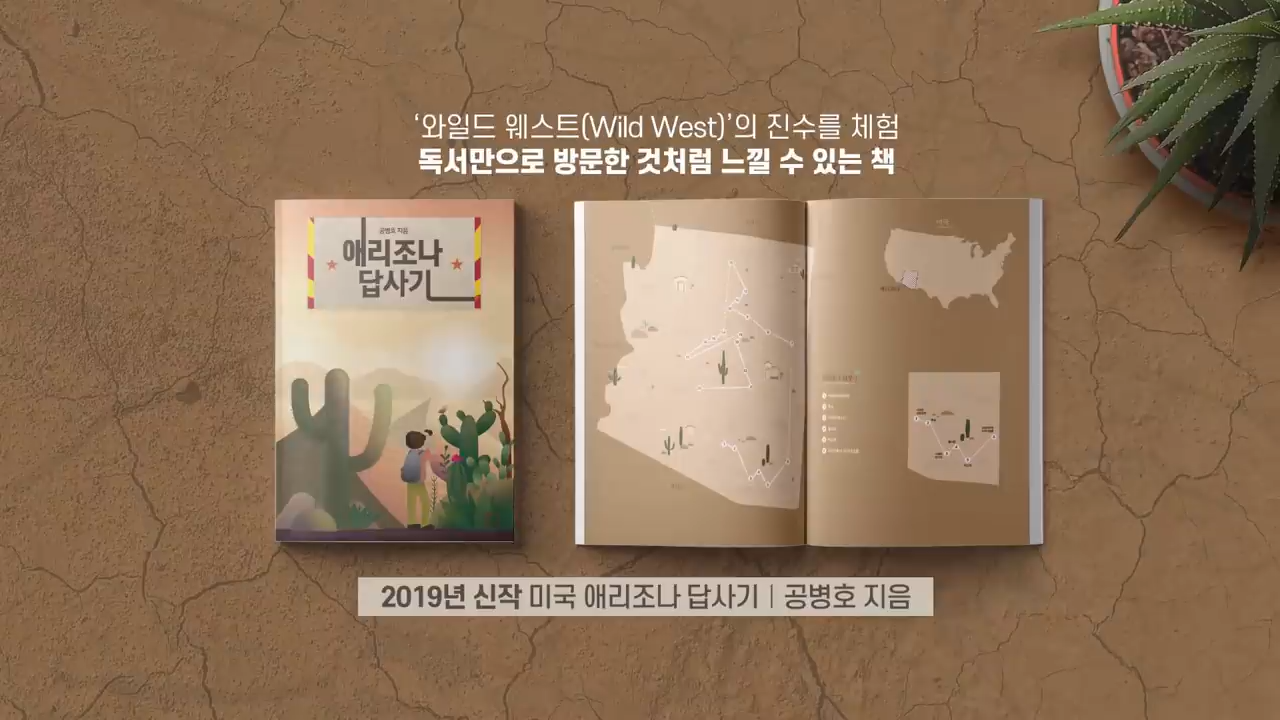 ‘와일드 웨스트(Wild West)’의 진수를 체험
독서만으로 방문한 것처럼 느낄 수 있는 책
공병호 지음
애리조나
답사기
2019년 신작 미국 애리조나 답사기 | 공병호 지음